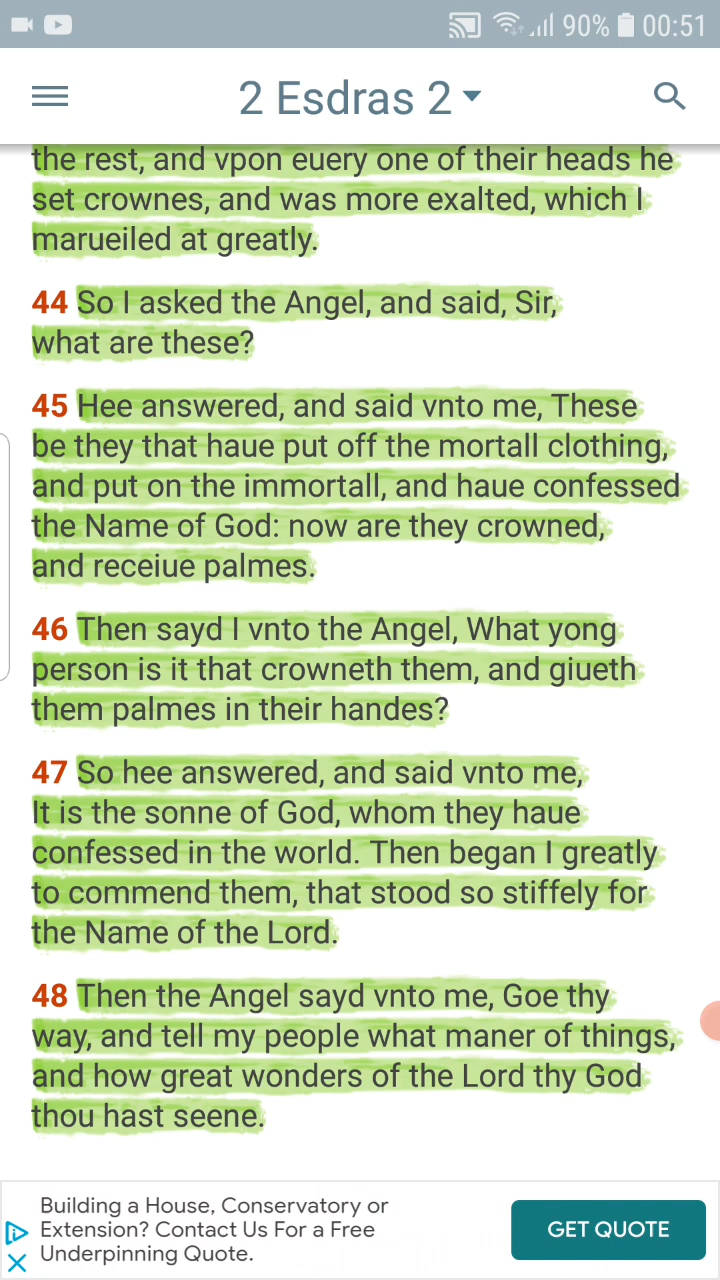 90% 00:51
2 Esdras 2
the rest, and vpon euery one of their heads he
set crownes, and was more exalted, which I
marueiled at greatly.
44 So I asked the Angel, and said, Sir,
what are these?
45 Hee answered, and said vnto me, These
be they that haue put off the mortall clothing,
and put on the immortall, and haue confessed
the Name of God: now are they crowned,
and receiue palmes.
46 Then sayd I vnto the Angel, What yong
person is it that crowneth them, and giueth
them palmes in their handes?
47 So hee answered, and said vnto me,
It is the sonne of God, whom they haue
confessed in the world. Then began I greatly
to commend them, that stood so stiffely for
the Name of the Lord.
48 Then the Angel sayd vnto me, Goe thy
way, and tell my people what maner of things,
and how great wonders of the Lord thy God
thou hast seene.
Building a House, Conservatory or
Extension? Contact Us For a Free
Underpinning Quote.
GET QUOTE